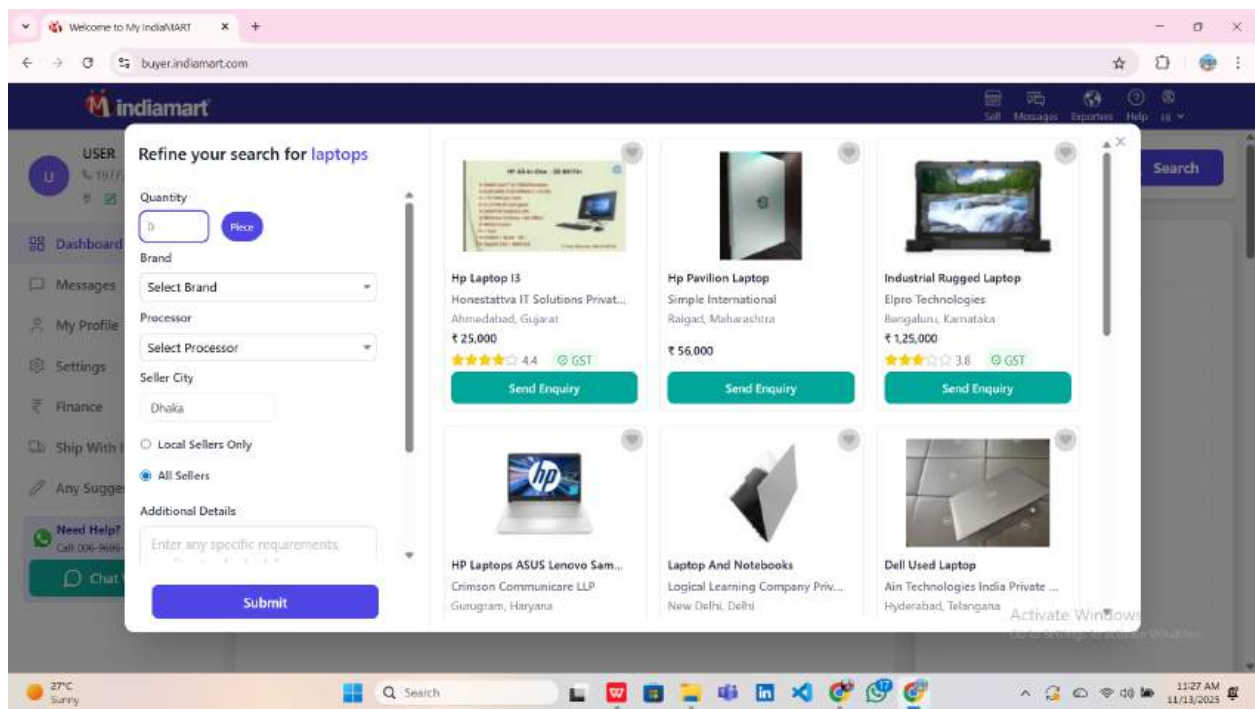 Welcome to My IndiaMART
buyer.indiamart.com
indiamart
Sell Messages Exporters Help Hi
USER
U
Search
Dashboard
Messages
My Profile
Settings
Finance
Ship With
Any Sugge
Need Help?
Chat
Refine your search for laptops
Quantity
0
Piece
Brand
Select Brand
Processor
Select Processor
Seller City
Dhaka
Local Sellers Only
All Sellers
Additional Details
Enter any specific requirements
Submit
Hp Laptop I3
Honestattva IT Solutions Privat...
Ahmedabad, Gujarat
₹ 25,000
4.4 GST
Send Enquiry
Hp Pavilion Laptop
Simple International
Raigad, Maharashtra
₹ 56,000
Send Enquiry
Industrial Rugged Laptop
Elpro Technologies
Bengaluru, Karnataka
₹ 1,25,000
3.8 GST
Send Enquiry
hp
HP Laptops ASUS Lenovo Sam...
Crimson Communicare LLP
Gurugram, Haryana
Laptop And Notebooks
Logical Learning Company Priv...
New Delhi, Delhi
Dell Used Laptop
Ain Technologies India Private ...
Hyderabad, Telangana
Activate Windows
27°C
Sunny
Search
17
11:27 AM
11/13/2025